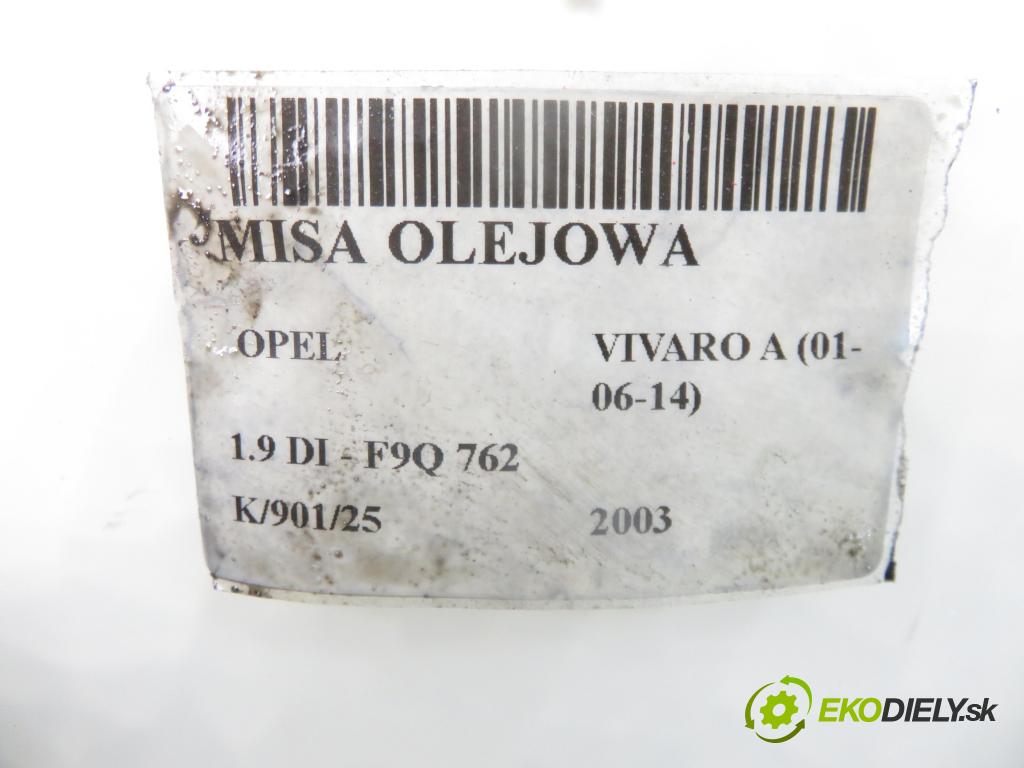 MISA OLEJOWA
OPEL
VIVARO A (01-
06-14)
1.9 DI - F9Q 762
K/901/25
2003
EKODIELY.sk